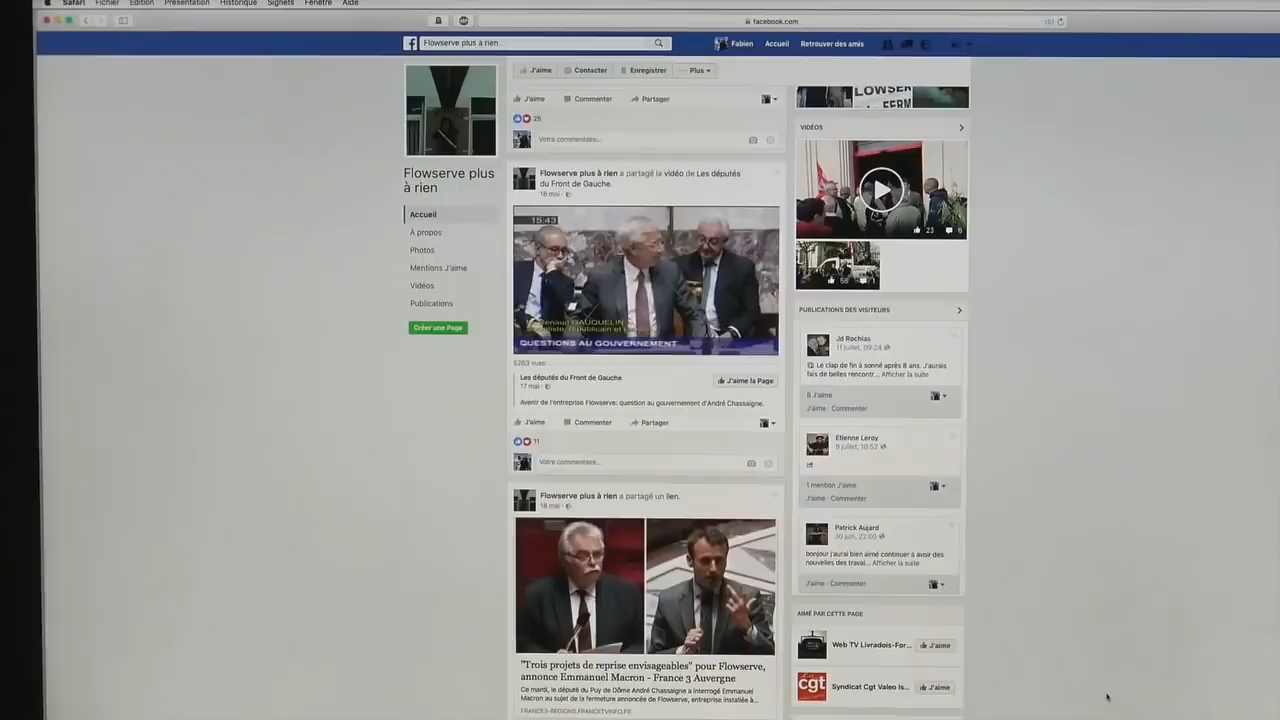 Safari Fichier Édition Présentation Historique Signets Fenêtre Aide
facebook.com
Flowserve plus à rien
Fabien Accueil Retrouver des amis
J'aime Contacter Enregistrer ··· Plus
J'aime Commenter Partager
25
Votre commentaire...
Flowserve plus
à rien
Accueil
À propos
Photos
Mentions J'aime
Vidéos
Publications
Créer une Page
Flowserve plus à rien a partagé la vidéo de Les députés
du Front de Gauche.
18 mai
15:43
GAUQUELIN
QUESTIONS AU GOUVERNEMENT
5763 vues
Les députés du Front de Gauche
17 mai
J'aime la Page
Avenir de l'entreprise Flowserve: question au gouvernement d'André Chassaigne.
J'aime Commenter Partager
11
Votre commentaire...
Flowserve plus à rien a partagé un lien.
18 mai
"Trois projets de reprise envisageables" pour Flowserve,
annonce Emmanuel Macron - France 3 Auvergne
Ce mardi, le député du Puy de Dôme André Chassaigne a interrogé Emmanuel
Macron au sujet de la fermeture annoncée de Flowserve, entreprise installée à...
FRANCE3-REGIONS.FRANCETVINFO.FR
LOWSER
FERM
VIDÉOS
23 6
58
PUBLICATIONS DES VISITEURS
Jd Rochias
11 juillet, 09:24
Le clap de fin à sonné après 8 ans. J'aurais
fais de belles rencontr... Afficher la suite
6 J'aime
J'aime · Commenter
Etienne Leroy
9 juillet, 10:52
1 mention J'aime
J'aime · Commenter
Patrick Aujard
30 juin, 22:00
bonjour j'aurai bien aimé continuer à avoir des
nouvelles des travai... Afficher la suite
J'aime · Commenter
AIMÉ PAR CETTE PAGE
Web TV Livradois-For... J'aime
cgt
Syndicat Cgt Valeo Is... J'aime